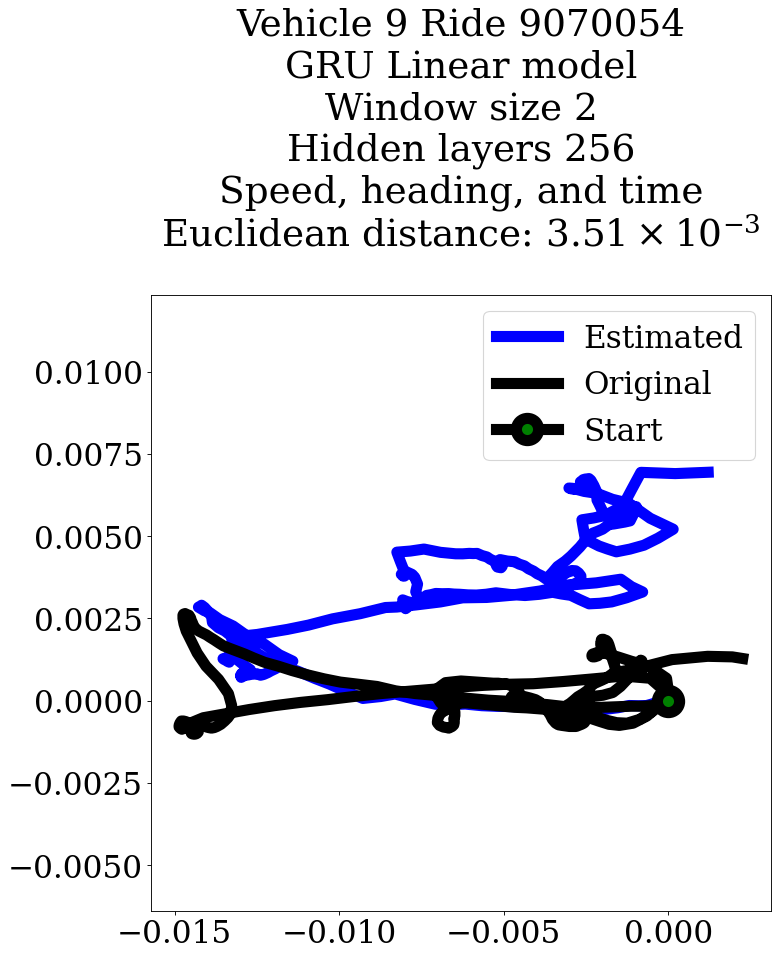 Vehicle 9 Ride 9070054
GRU Linear model
Window size 2
Hidden layers 256
Speed, heading, and time
Euclidean distance: 3.51 × 10⁻³
Estimated
Original
Start
0.0100
0.0075
0.0050
0.0025
0.0000
−0.0025
−0.0050
−0.015 −0.010 −0.005 0.000